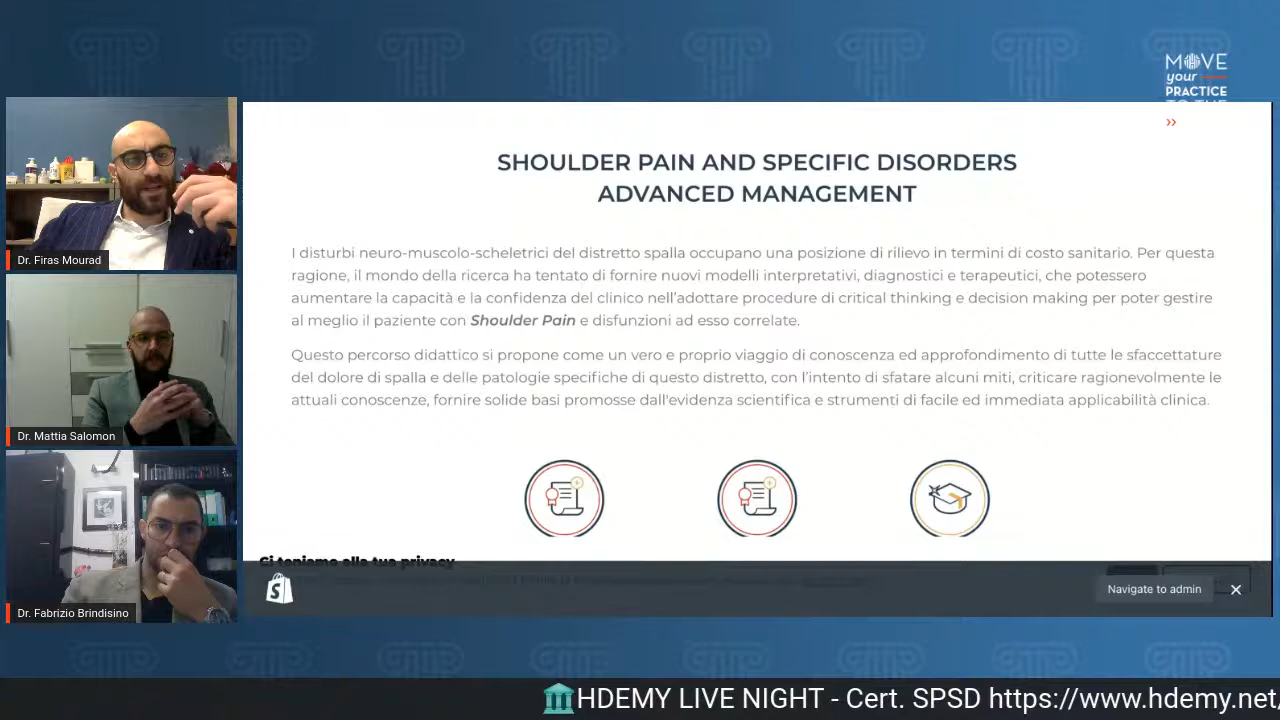 MOVE
your
PRACTICE
TO THE
››
SHOULDER PAIN AND SPECIFIC DISORDERS
ADVANCED MANAGEMENT
I disturbi neuro-muscolo-scheletrici del distretto spalla occupano una posizione di rilievo in termini di costo sanitario. Per questa
ragione, il mondo della ricerca ha tentato di fornire nuovi modelli interpretativi, diagnostici e terapeutici, che potessero
aumentare la capacità e la confidenza del clinico nell'adottare procedure di critical thinking e decision making per poter gestire
al meglio il paziente con Shoulder Pain e disfunzioni ad esso correlate.
Questo percorso didattico si propone come un vero e proprio viaggio di conoscenza ed approfondimento di tutte le sfaccettature
del dolore di spalla e delle patologie specifiche di questo distretto, con l'intento di sfatare alcuni miti, criticare ragionevolmente le
attuali conoscenze, fornire solide basi promosse dall'evidenza scientifica e strumenti di facile ed immediata applicabilità clinica.
Dr. Firas Mourad
Dr. Mattia Salomon
Dr. Fabrizio Brindisino
Ci teniamo alla tua privacy
Navigate to admin
HDEMY LIVE NIGHT - Cert. SPSD https://www.hdemy.net/